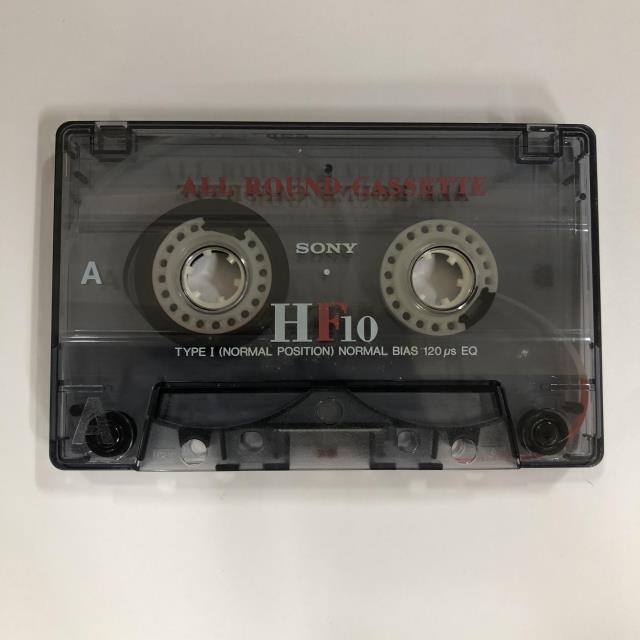 ALL ROUND CASSETTE
SONY
A
HF10
TYPE I (NORMAL POSITION) NORMAL BIAS 120 μs EQ
A